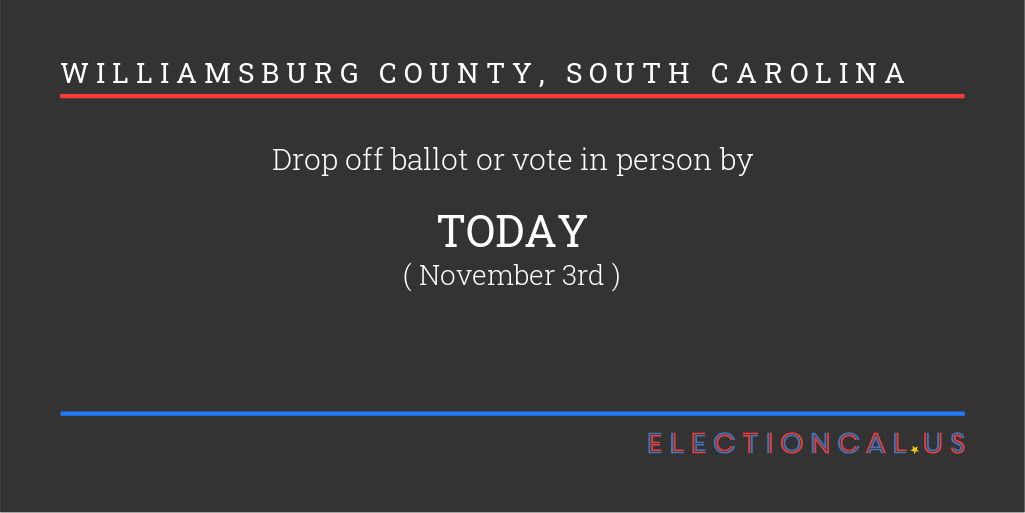 WILLIAMSBURG COUNTY, SOUTH CAROLINA
Drop off ballot or vote in person by
TODAY
( November 3rd )
ELECTIONCAL.US